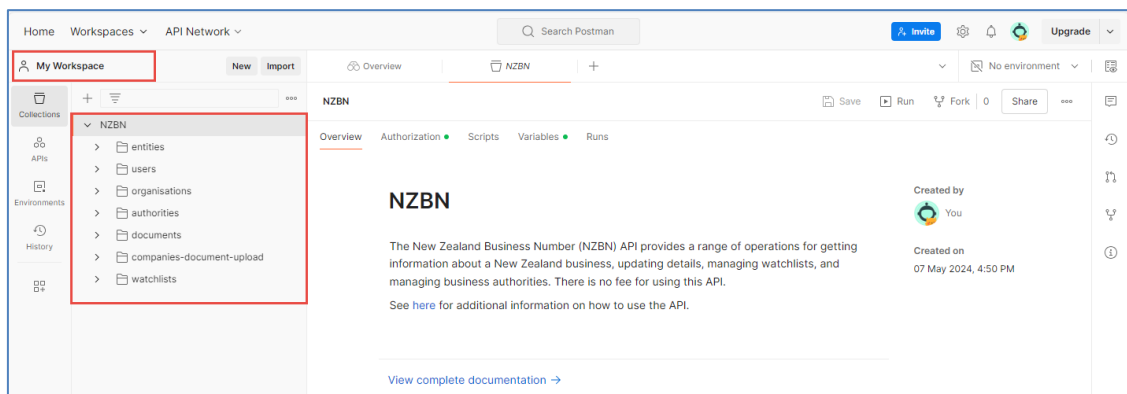 Home Workspaces API Network Search Postman Invite Upgrade
My Workspace New Import Overview NZBN No environment
Collections
APIs
Environments
History
NZBN
entities
users
organisations
authorities
documents
companies-document-upload
watchlists
NZBN Save Run Fork 0 Share
Overview Authorization Scripts Variables Runs
NZBN
The New Zealand Business Number (NZBN) API provides a range of operations for getting
information about a New Zealand business, updating details, managing watchlists, and
managing business authorities. There is no fee for using this API.
See here for additional information on how to use the API.
View complete documentation →
Created by
You
Created on
07 May 2024, 4:50 PM